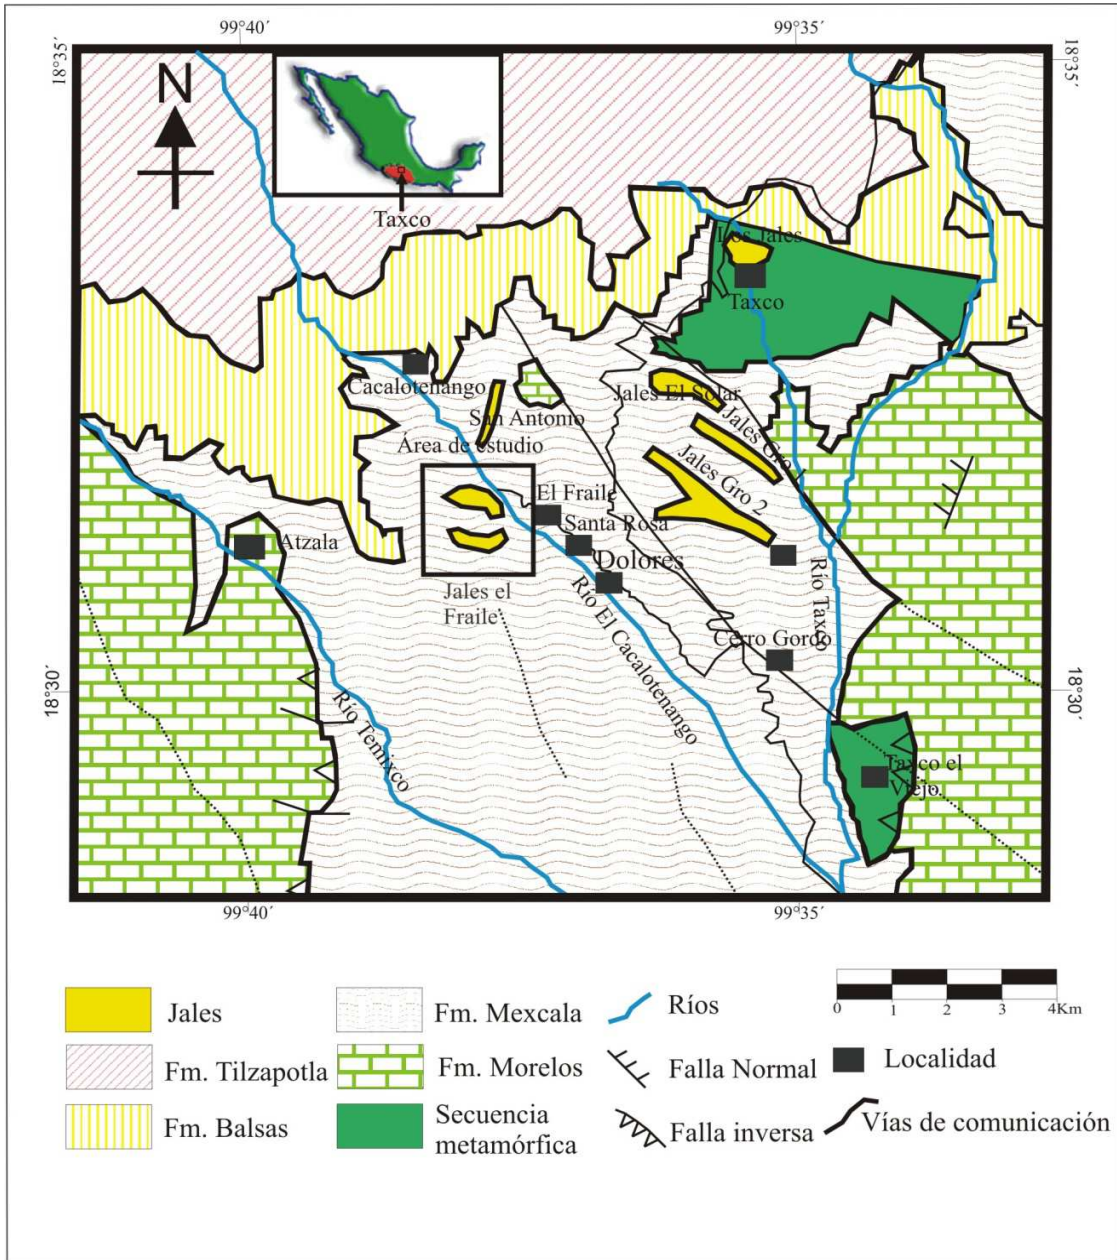 99°40´
99°35´
18°35´
18°35´
N
Taxco
Los Jales
Taxco
Cacalotenango
San Antonio
Jales El Solar
Jales Gro 1
Área de estudio
Jales Gro 2
El Fraile
Santa Rosa
Atzala
Dolores
Jales el
Fraile
Río Taxco
Río El Cacalotenango
Cerro Gordo
18°30´
18°30´
Río Temixco
Taxco el
Viejo
99°40´
99°35´
Jales
Fm. Mexcala
Ríos
0 1 2 3 4Km
Fm. Tilzapotla
Fm. Morelos
Falla Normal
Localidad
Fm. Balsas
Secuencia
metamórfica
Falla inversa
Vías de comunicación